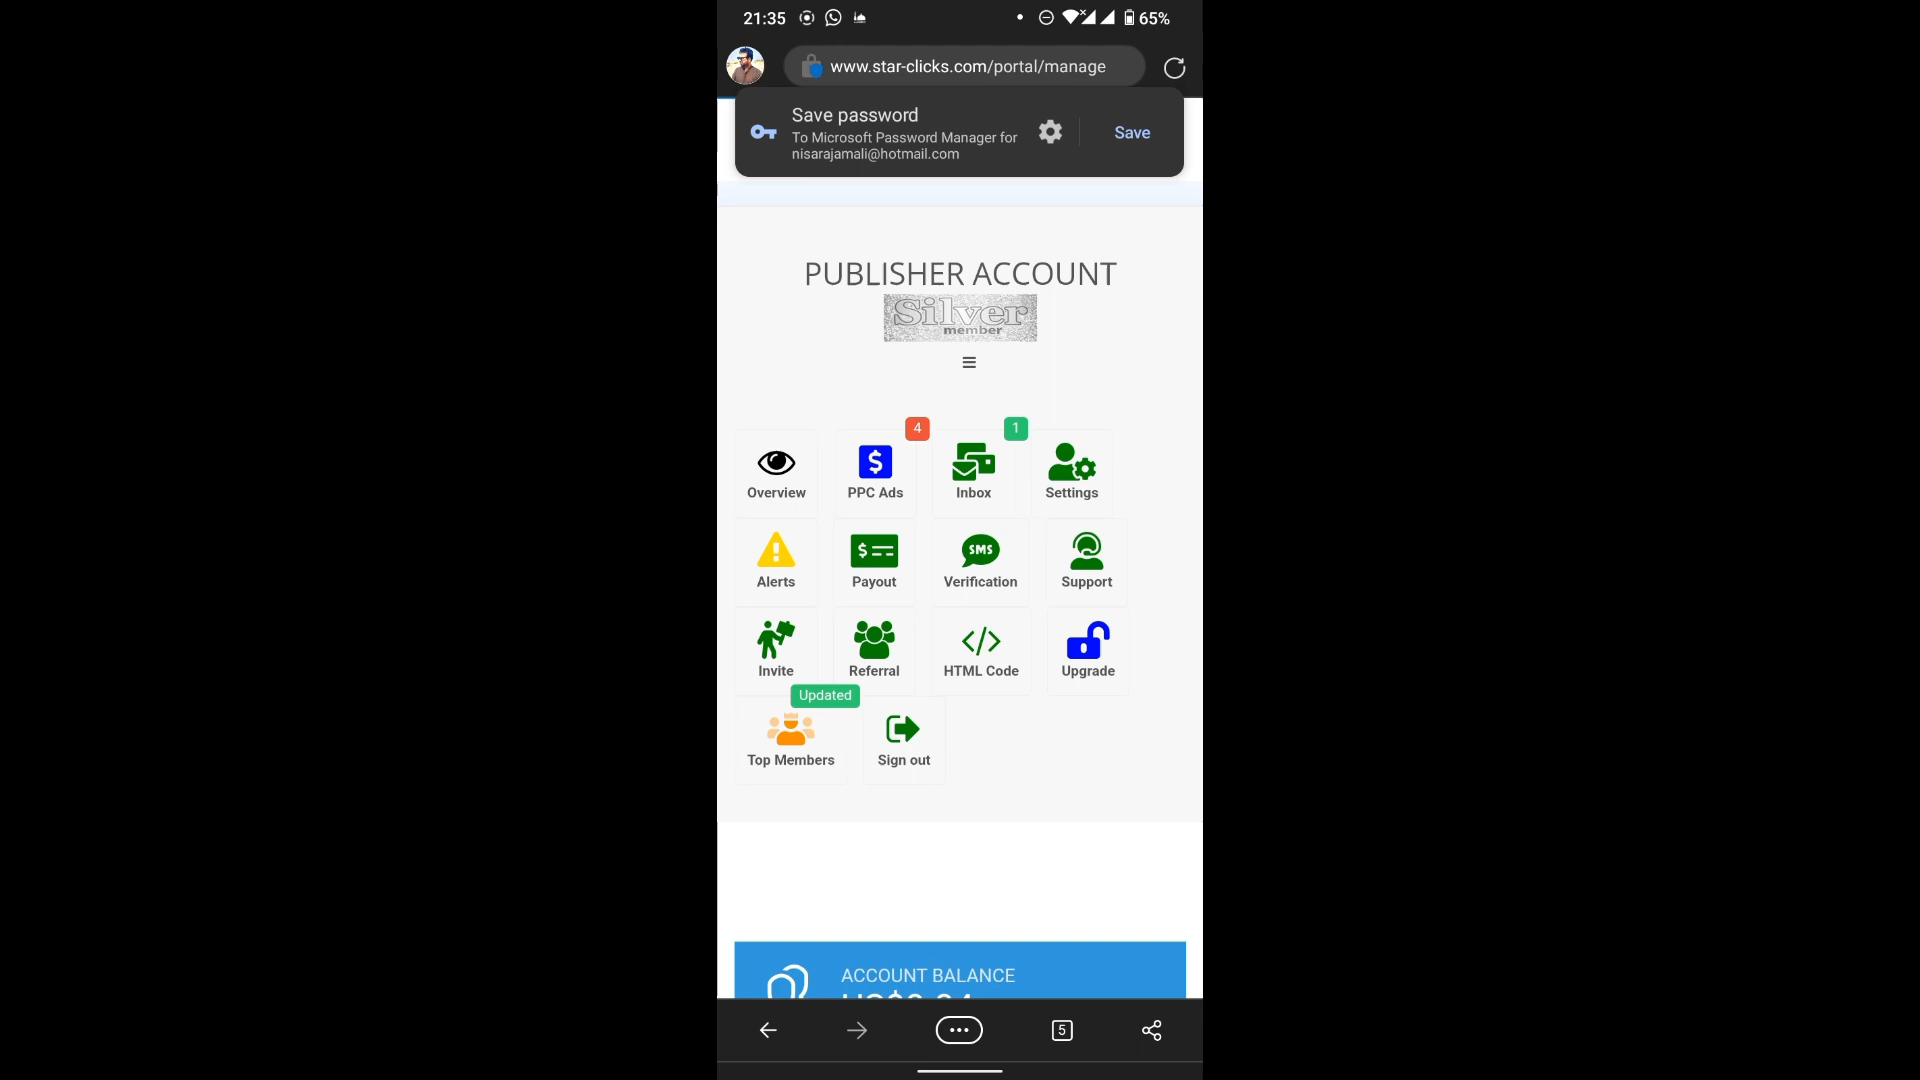 21:35
65%
www.star-clicks.com/portal/manage
Save password
To Microsoft Password Manager for
nisarajamali@hotmail.com
Save
PUBLISHER ACCOUNT
Silver
member
4
1
Overview
PPC Ads
Inbox
Settings
SMS
Alerts
Payout
Verification
Support
Invite
Referral
HTML Code
Upgrade
Updated
Top Members
Sign out
ACCOUNT BALANCE
5